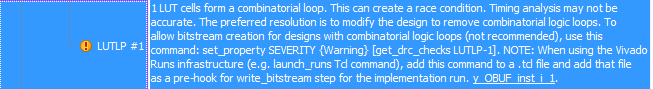 LUTLP #1
1 LUT cells form a combinatorial loop. This can create a race condition. Timing analysis may not
be accurate. The preferred resolution is to modify the design to remove combinatorial logic loops. To
allow bitstream creation for designs with combinatorial logic loops (not recommended), use this
command: set_property SEVERITY {Warning} [get_drc_checks LUTLP-1]. NOTE: When using the Vivado
Runs infrastructure (e.g. launch_runs Tcl command), add this command to a .tcl file and add that file
as a pre-hook for write_bitstream step for the implementation run. y_OBUF_inst_i_1.